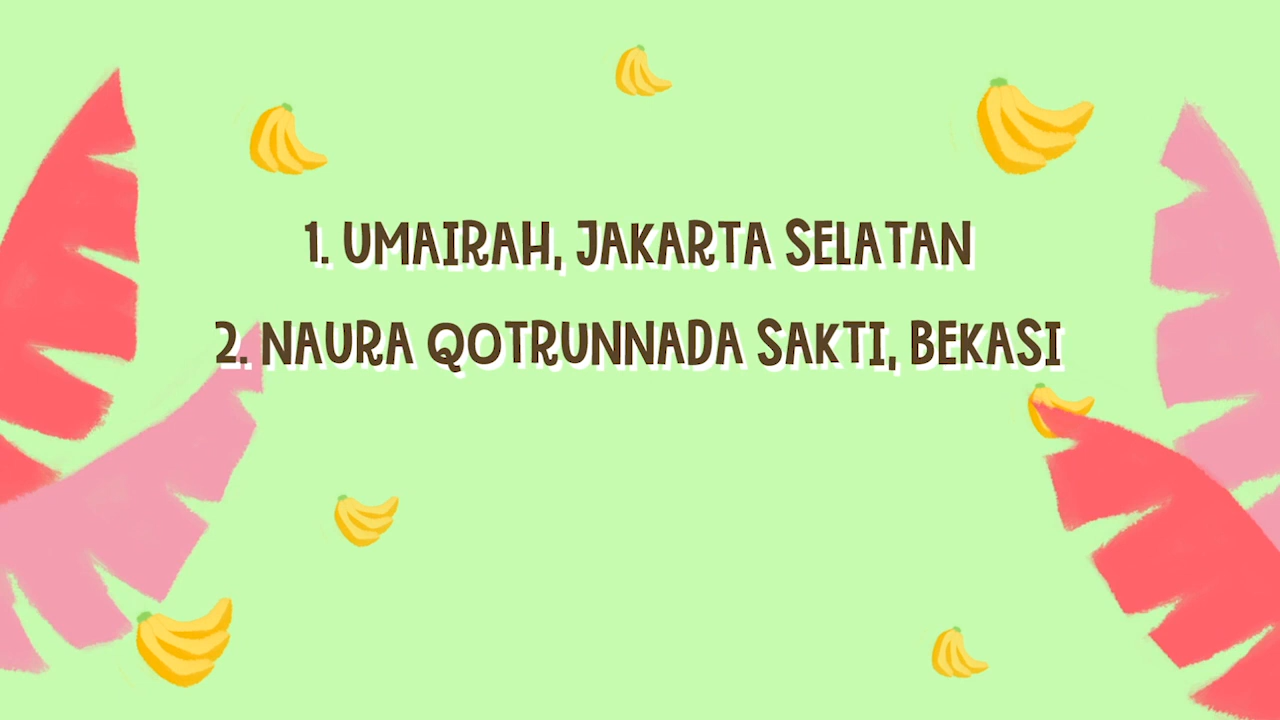 1. UMAIRAH, JAKARTA SELATAN
2. NAURA QOTRUNNADA SAKTI, BEKASI